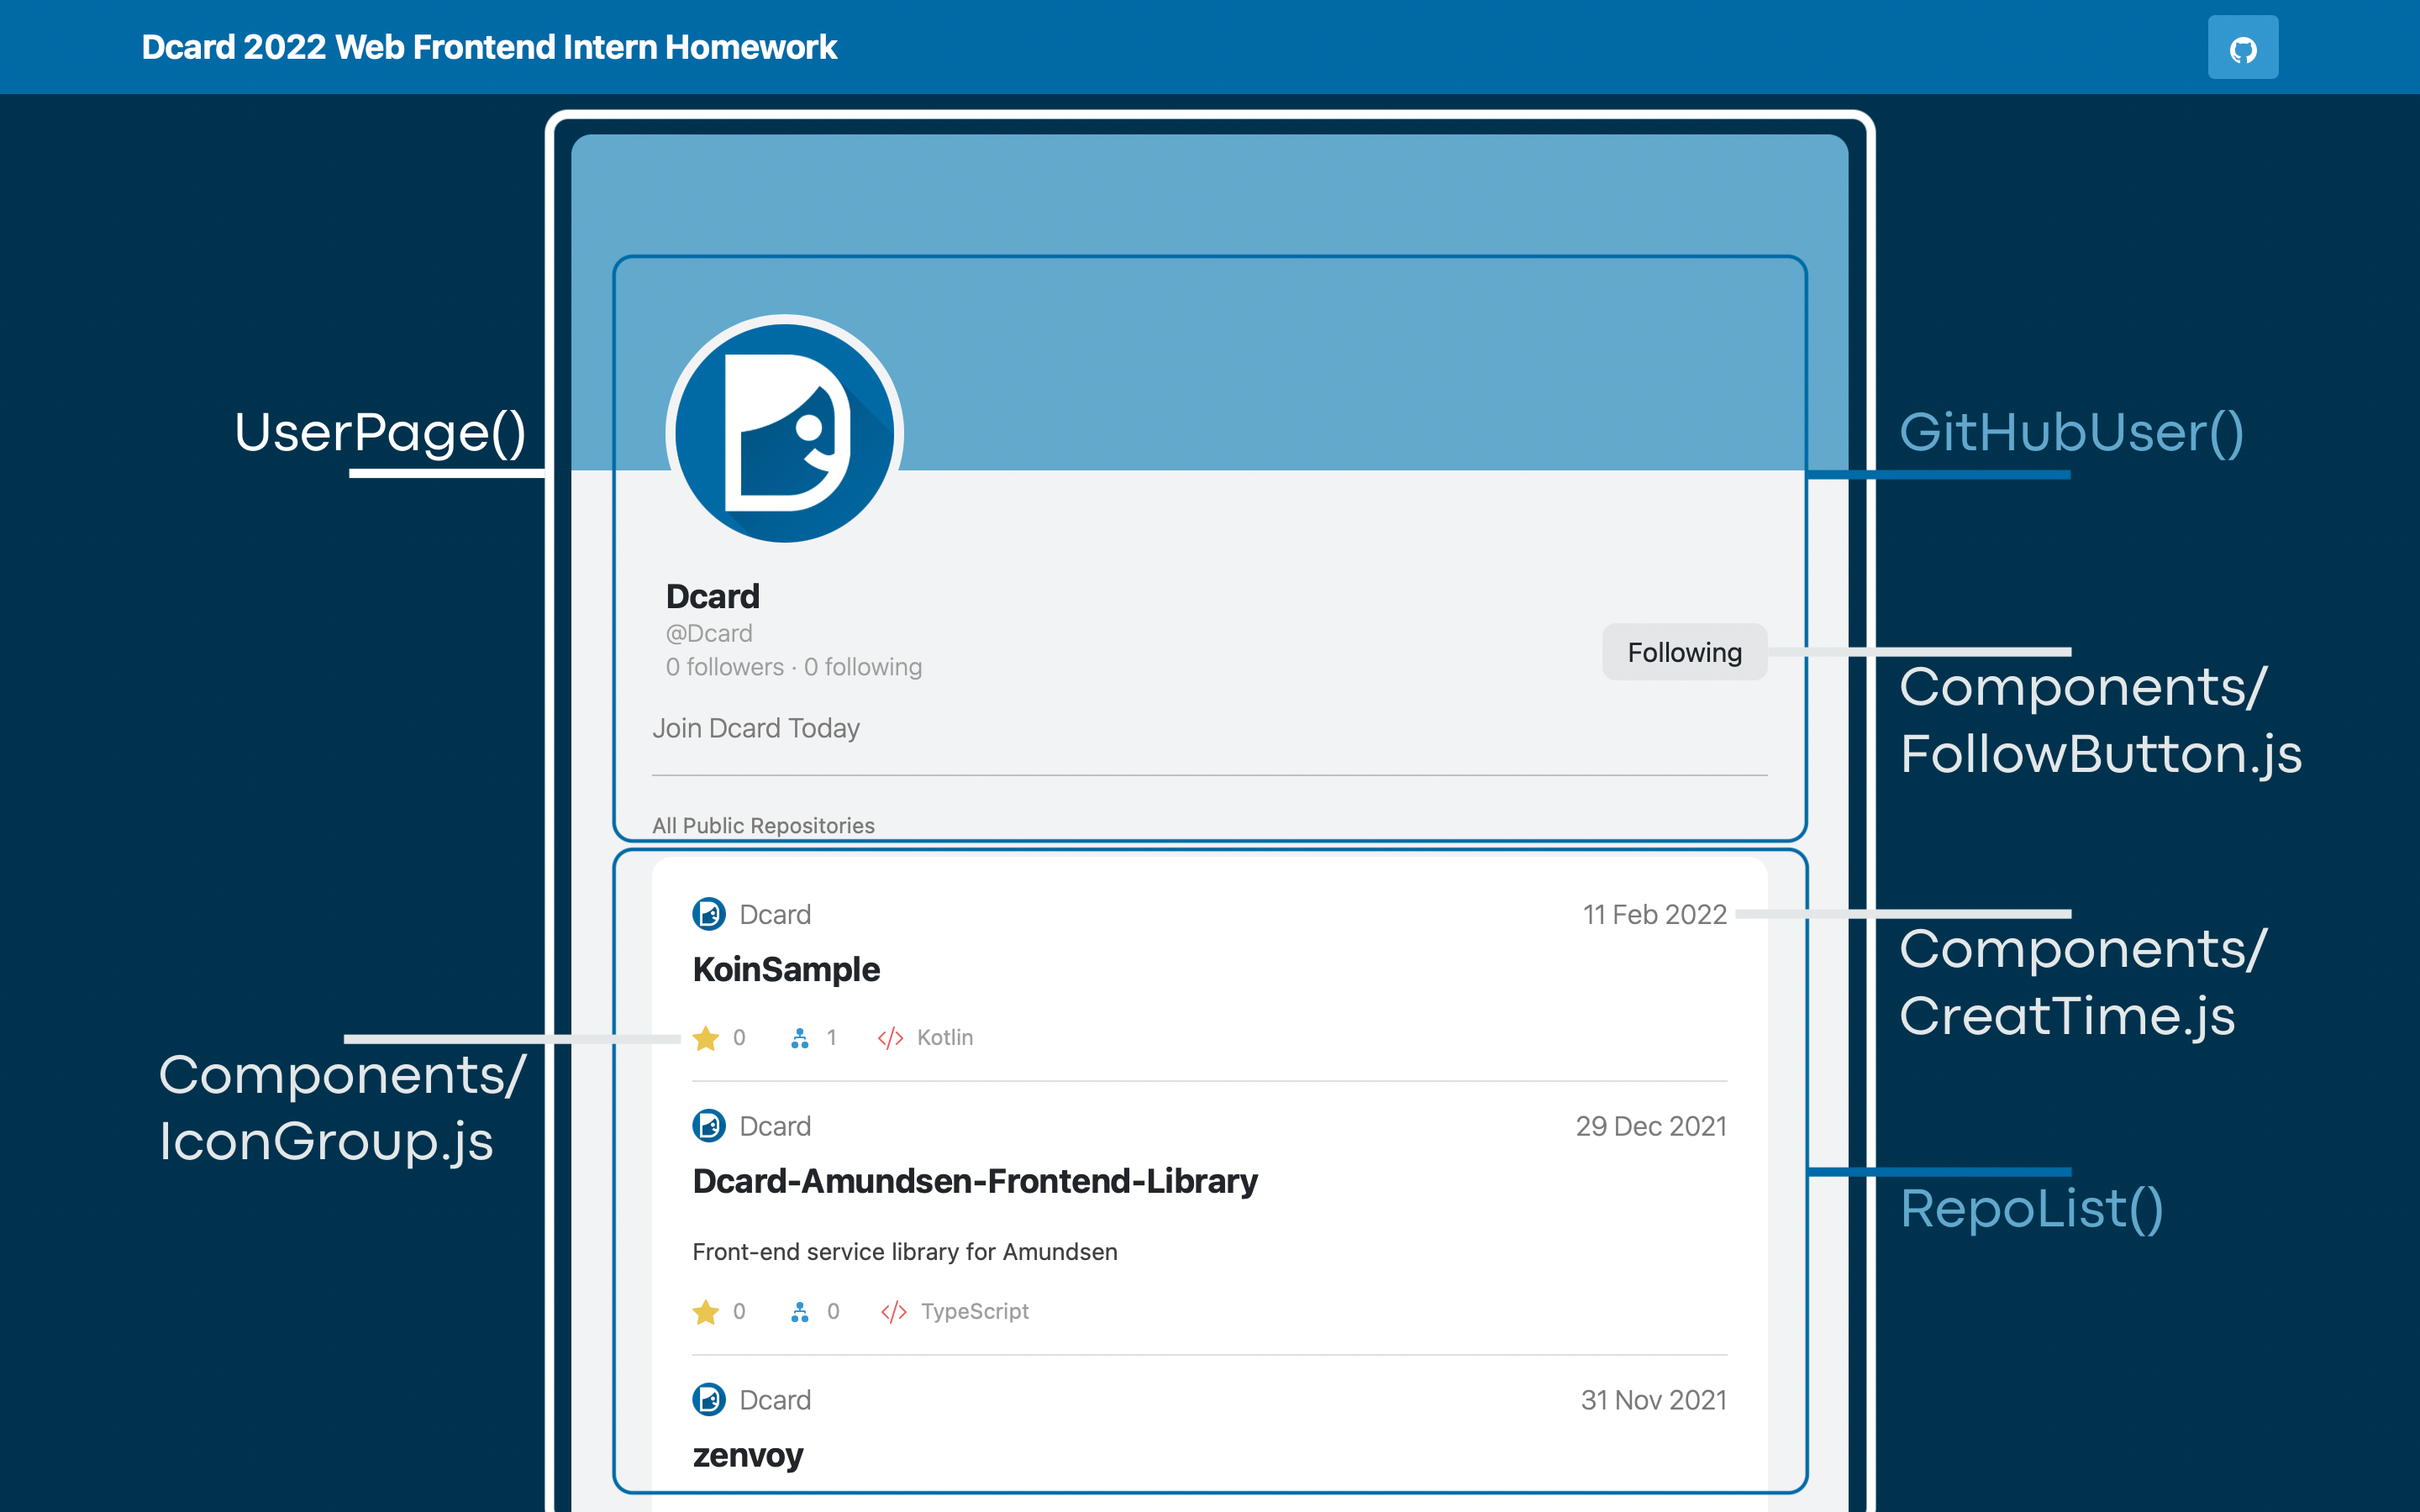 Dcard 2022 Web Frontend Intern Homework
UserPage()
GitHubUser()
Dcard
@Dcard
0 followers · 0 following
Following
Components/
FollowButton.js
Join Dcard Today
All Public Repositories
Dcard
11 Feb 2022
Components/
CreatTime.js
KoinSample
0 1 </> Kotlin
Components/
IconGroup.js
Dcard
29 Dec 2021
Dcard-Amundsen-Frontend-Library
RepoList()
Front-end service library for Amundsen
0 0 </> TypeScript
Dcard
31 Nov 2021
zenvoy